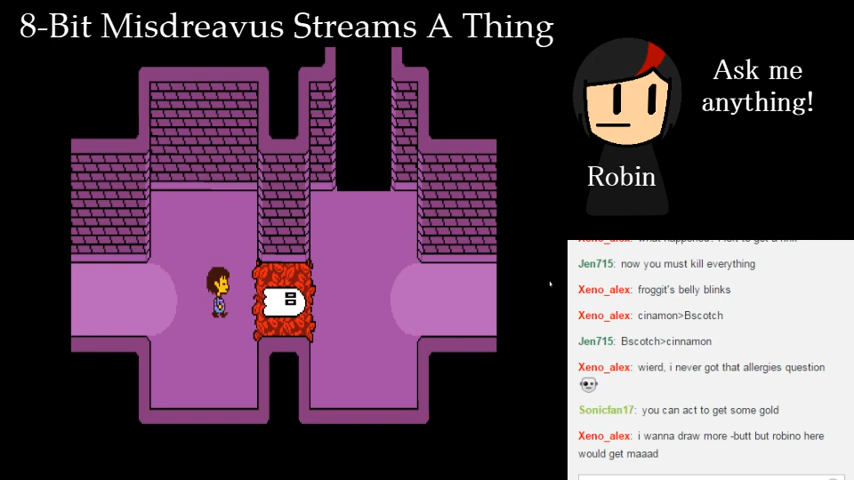 8-Bit Misdreavus Streams A Thing
Ask me
anything!
Robin
Jen715: now you must kill everything
Xeno_alex: froggit's belly blinks
Xeno_alex: cinamon>Bscotch
Jen715: Bscotch>cinnamon
Xeno_alex: wierd, i never got that allergies question
Sonicfan17: you can act to get some gold
Xeno_alex: i wanna draw more -butt but robino here
would get maaad